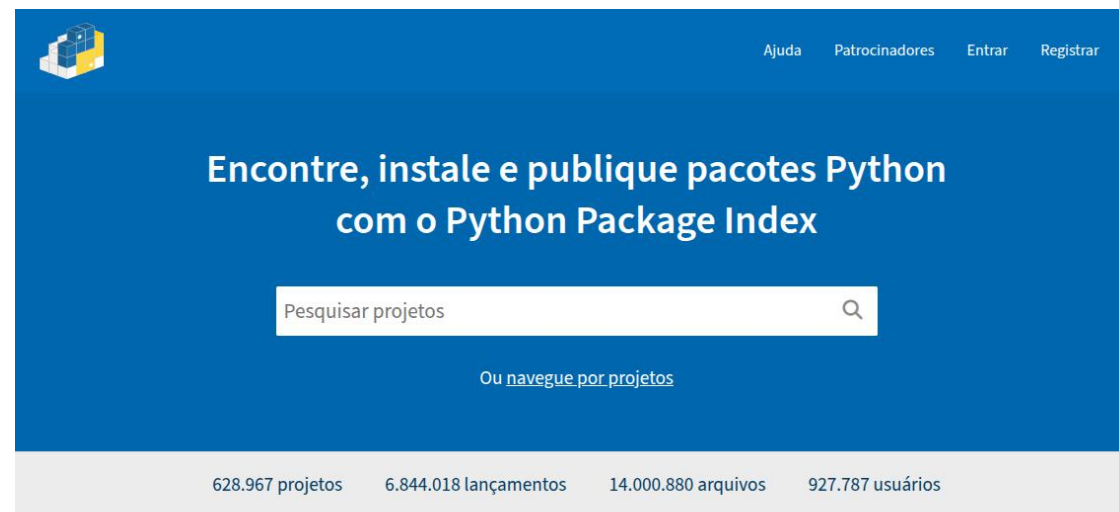 Ajuda Patrocinadores Entrar Registrar
Encontre, instale e publique pacotes Python
com o Python Package Index
Pesquisar projetos
Ou navegue por projetos
628.967 projetos 6.844.018 lançamentos 14.000.880 arquivos 927.787 usuários